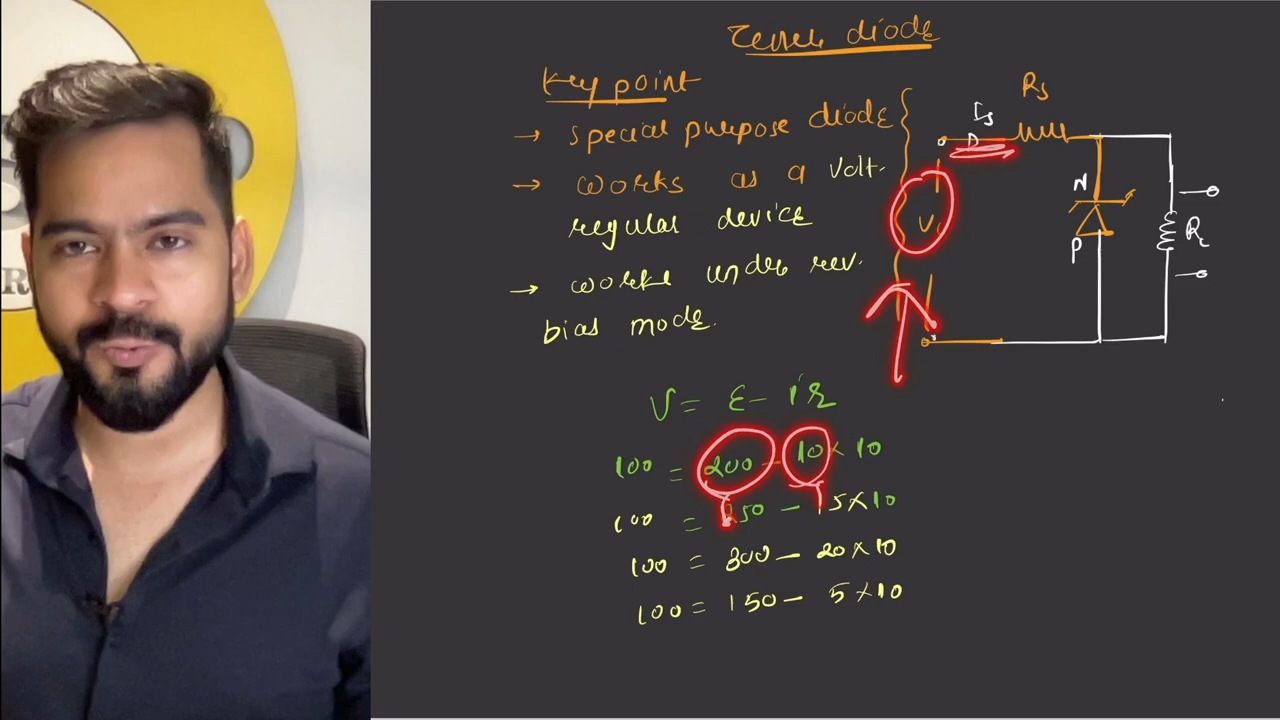 Zener diode
Key point
→ special purpose diode
→ works as a volt.
regular device
→ works under rev.
bias mode.
Is
Rs
V
N
P
RL
V = ε - ir
100 = 200 - 10 × 10
100 = 250 - 15 × 10
100 = 300 - 20 × 10
100 = 150 - 5 × 10